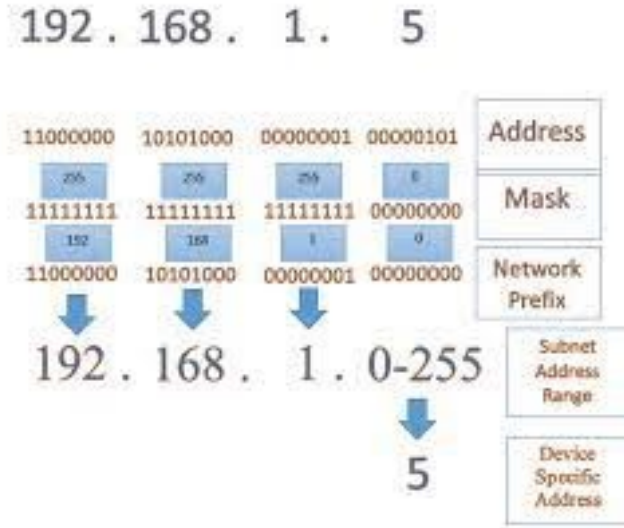 192 . 168 . 1 . 5
11000000 10101000 00000001 00000101 Address
255 255 255 0
11111111 11111111 11111111 00000000 Mask
192 168 1 0
11000000 10101000 00000001 00000000 Network
Prefix
192 . 168 . 1 . 0-255 Subnet
Address
Range
5 Device
Specific
Address